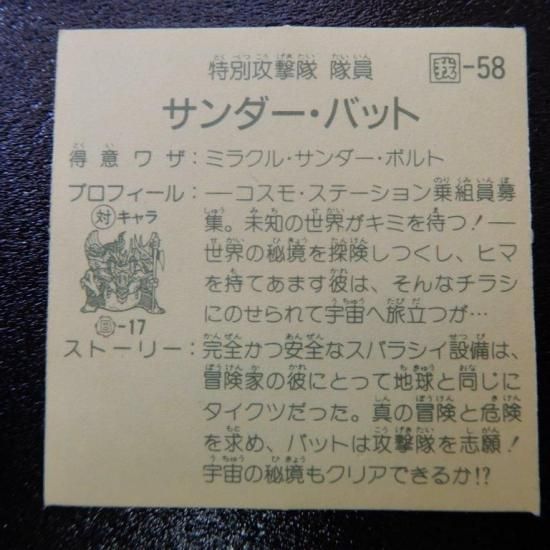 特別攻撃隊 隊員 -58
サンダー・バット
得意ワザ:ミラクル・サンダー・ボルト
プロフィール:―コスモ・ステーション乗組員募
集。未知の世界がキミを待つ!―
世界の秘境を探険しつくし、ヒマ
を持てあます彼は、そんなチラシ
にのせられて宇宙へ旅立つが…
対キャラ
-17
ストーリー:完全かつ安全なスバラシイ設備は、
冒険家の彼にとって地球と同じに
タイクツだった。真の冒険と危険
を求め、バットは攻撃隊を志願!
宇宙の秘境もクリアできるか!?